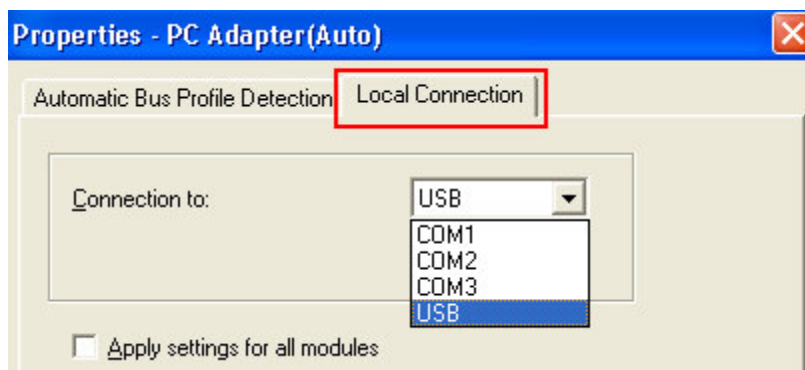 Properties - PC Adapter(Auto)
Automatic Bus Profile Detection Local Connection
Connection to: USB
COM1
COM2
COM3
USB
Apply settings for all modules